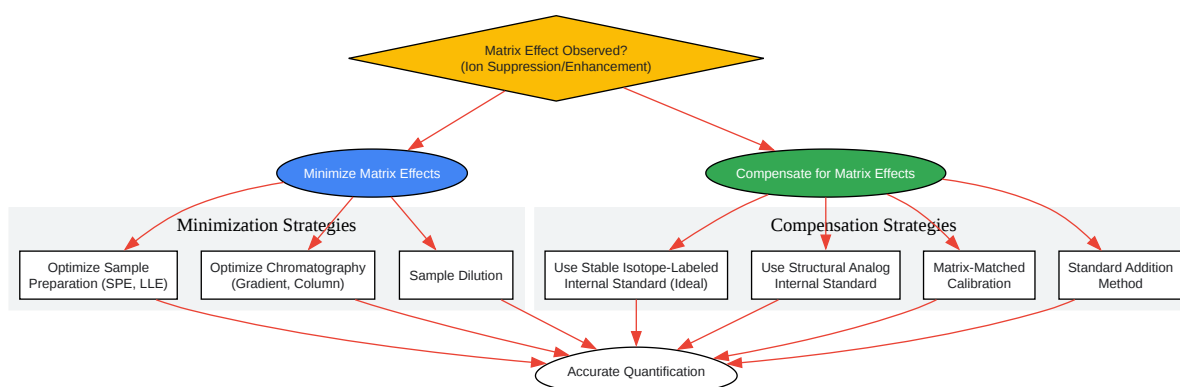 Matrix Effect Observed?
(Ion Suppression/Enhancement)
Minimize Matrix Effects
Compensate for Matrix Effects
Minimization Strategies
Compensation Strategies
Optimize Sample
Preparation (SPE, LLE)
Optimize Chromatography
(Gradient, Column)
Sample Dilution
Use Stable Isotope-Labeled
Internal Standard (Ideal)
Use Structural Analog
Internal Standard
Matrix-Matched
Calibration
Standard Addition
Method
Accurate Quantification